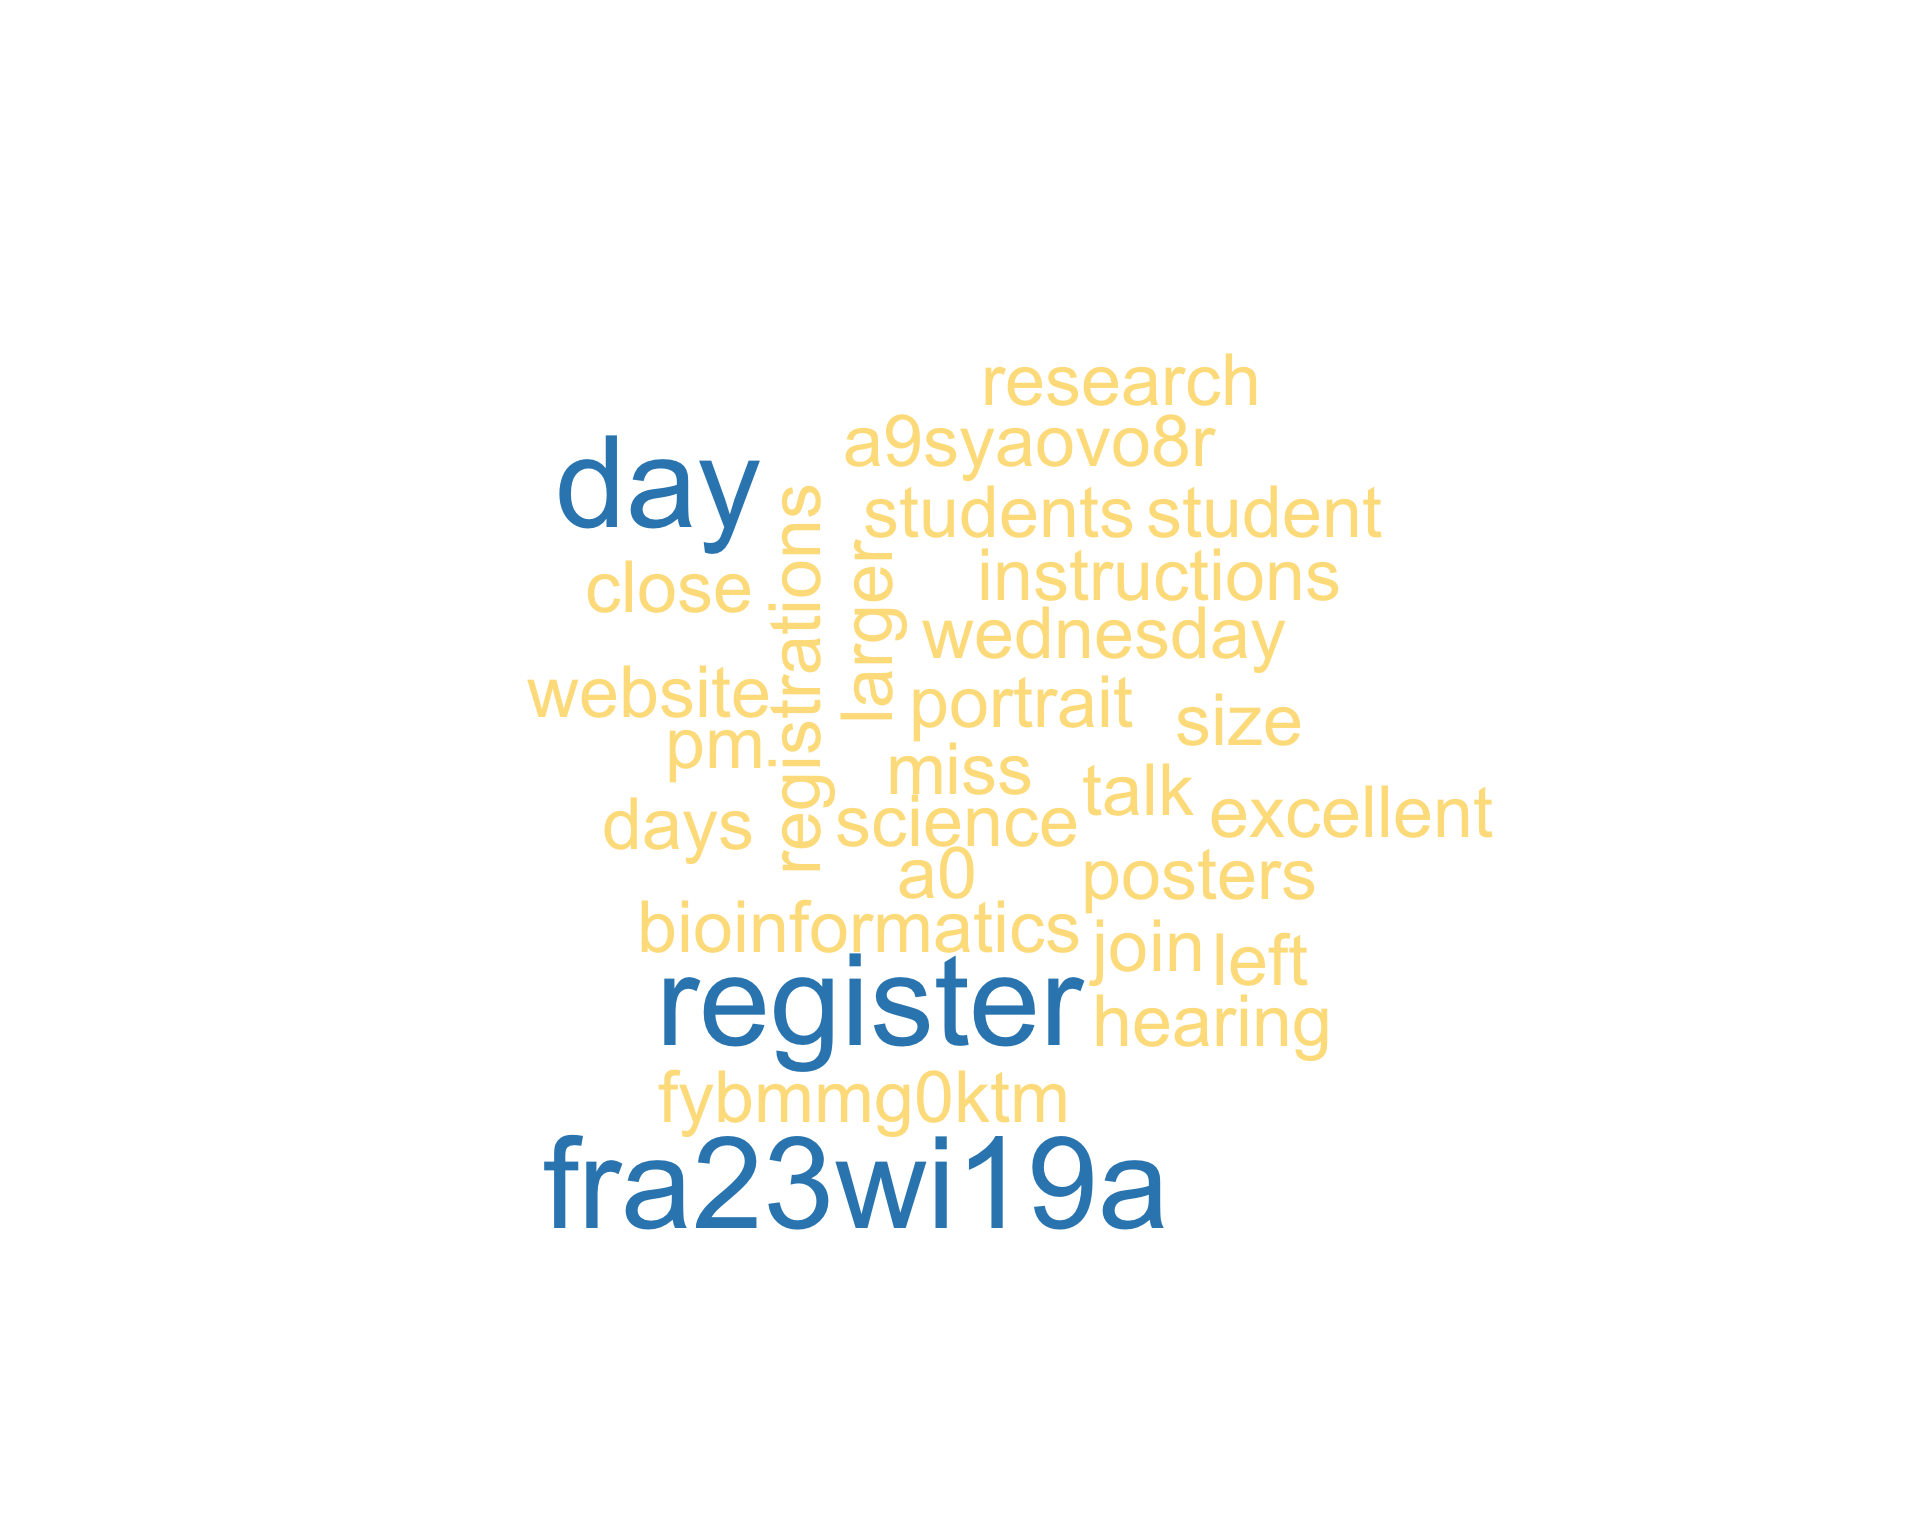 research
a9syaovo8r
day
registrations
students student
larger
instructions
close
wednesday
website
portrait
size
pm
miss
talk
excellent
days
science
a0
posters
bioinformatics
join
left
register
hearing
fybmmg0ktm
fra23wi19a